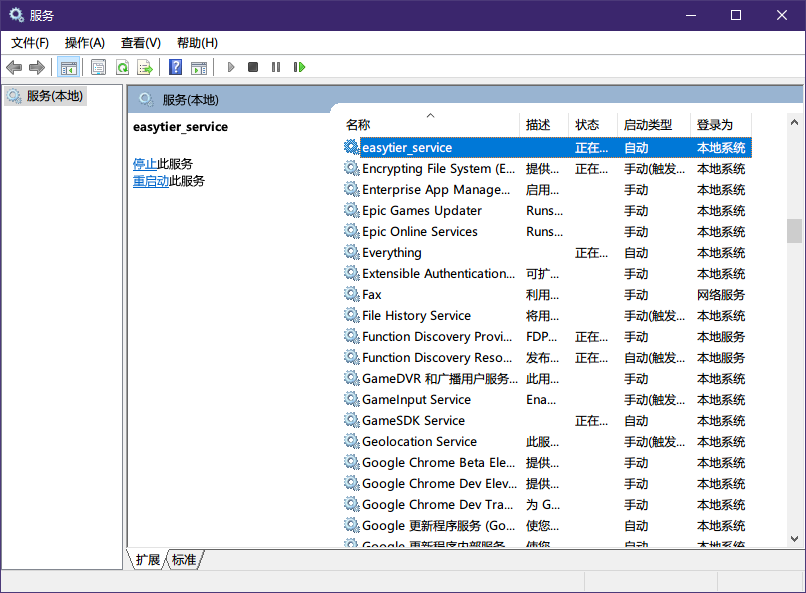 服务
文件(F) 操作(A) 查看(V) 帮助(H)
服务(本地)
服务(本地)
easytier_service
停止此服务
重启动此服务
名称 描述 状态 启动类型 登录为
easytier_service 正在... 自动 本地系统
Encrypting File System (E... 提供... 正在... 手动(触发... 本地系统
Enterprise App Manage... 启用... 手动 本地系统
Epic Games Updater Runs... 手动 本地系统
Epic Online Services Runs... 手动 本地系统
Everything 正在... 自动 本地系统
Extensible Authentication... 可扩... 手动 本地系统
Fax 利用... 手动 网络服务
File History Service 将用... 手动(触发... 本地系统
Function Discovery Provi... FDP... 正在... 手动 本地服务
Function Discovery Reso... 发布... 正在... 自动(触发... 本地服务
GameDVR 和广播用户服务... 此用... 手动 本地系统
GameInput Service Ena... 手动(触发... 本地系统
GameSDK Service 正在... 自动 本地系统
Geolocation Service 此服... 手动(触发... 本地系统
Google Chrome Beta Ele... 提供... 手动 本地系统
Google Chrome Dev Elev... 提供... 手动 本地系统
Google Chrome Dev Tra... 为 G... 手动 本地系统
Google 更新程序服务 (Go... 使您... 自动 本地系统
Google 更新程序内部服务 使您... 自动 本地系统
扩展 标准